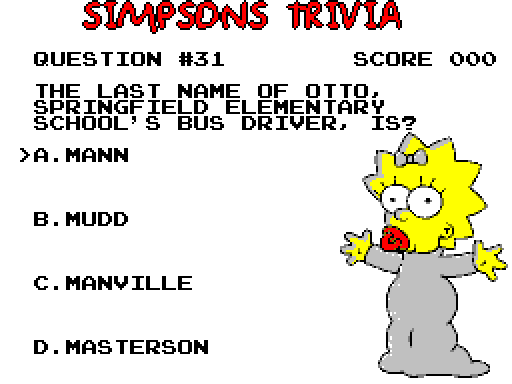 SIMPSONS TRIVIA
QUESTION #31 SCORE 000
THE LAST NAME OF OTTO,
SPRINGFIELD ELEMENTARY
SCHOOL'S BUS DRIVER, IS?
>A.MANN
B.MUDD
C.MANVILLE
D.MASTERSON